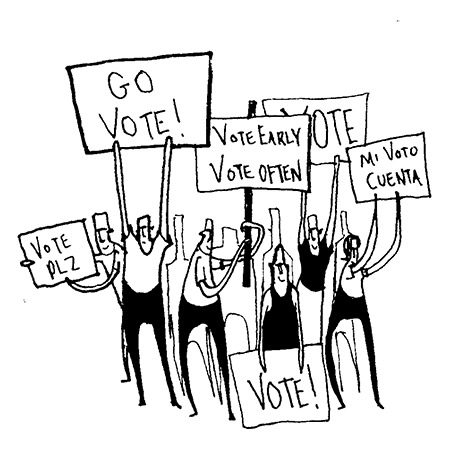 GO
VOTE!
VOTE EARLY
VOTE OFTEN
VOTE
MI VOTO
CUENTA
VOTE
PLZ
VOTE!